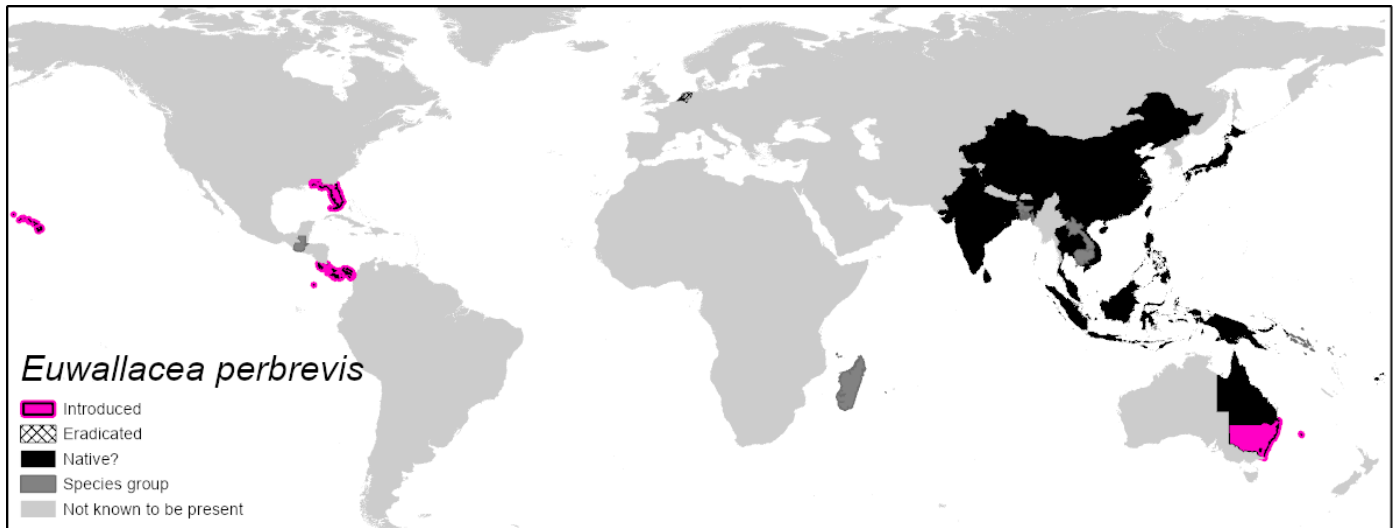 Euwallacea perbrevis
Introduced
Eradicated
Native?
Species group
Not known to be present